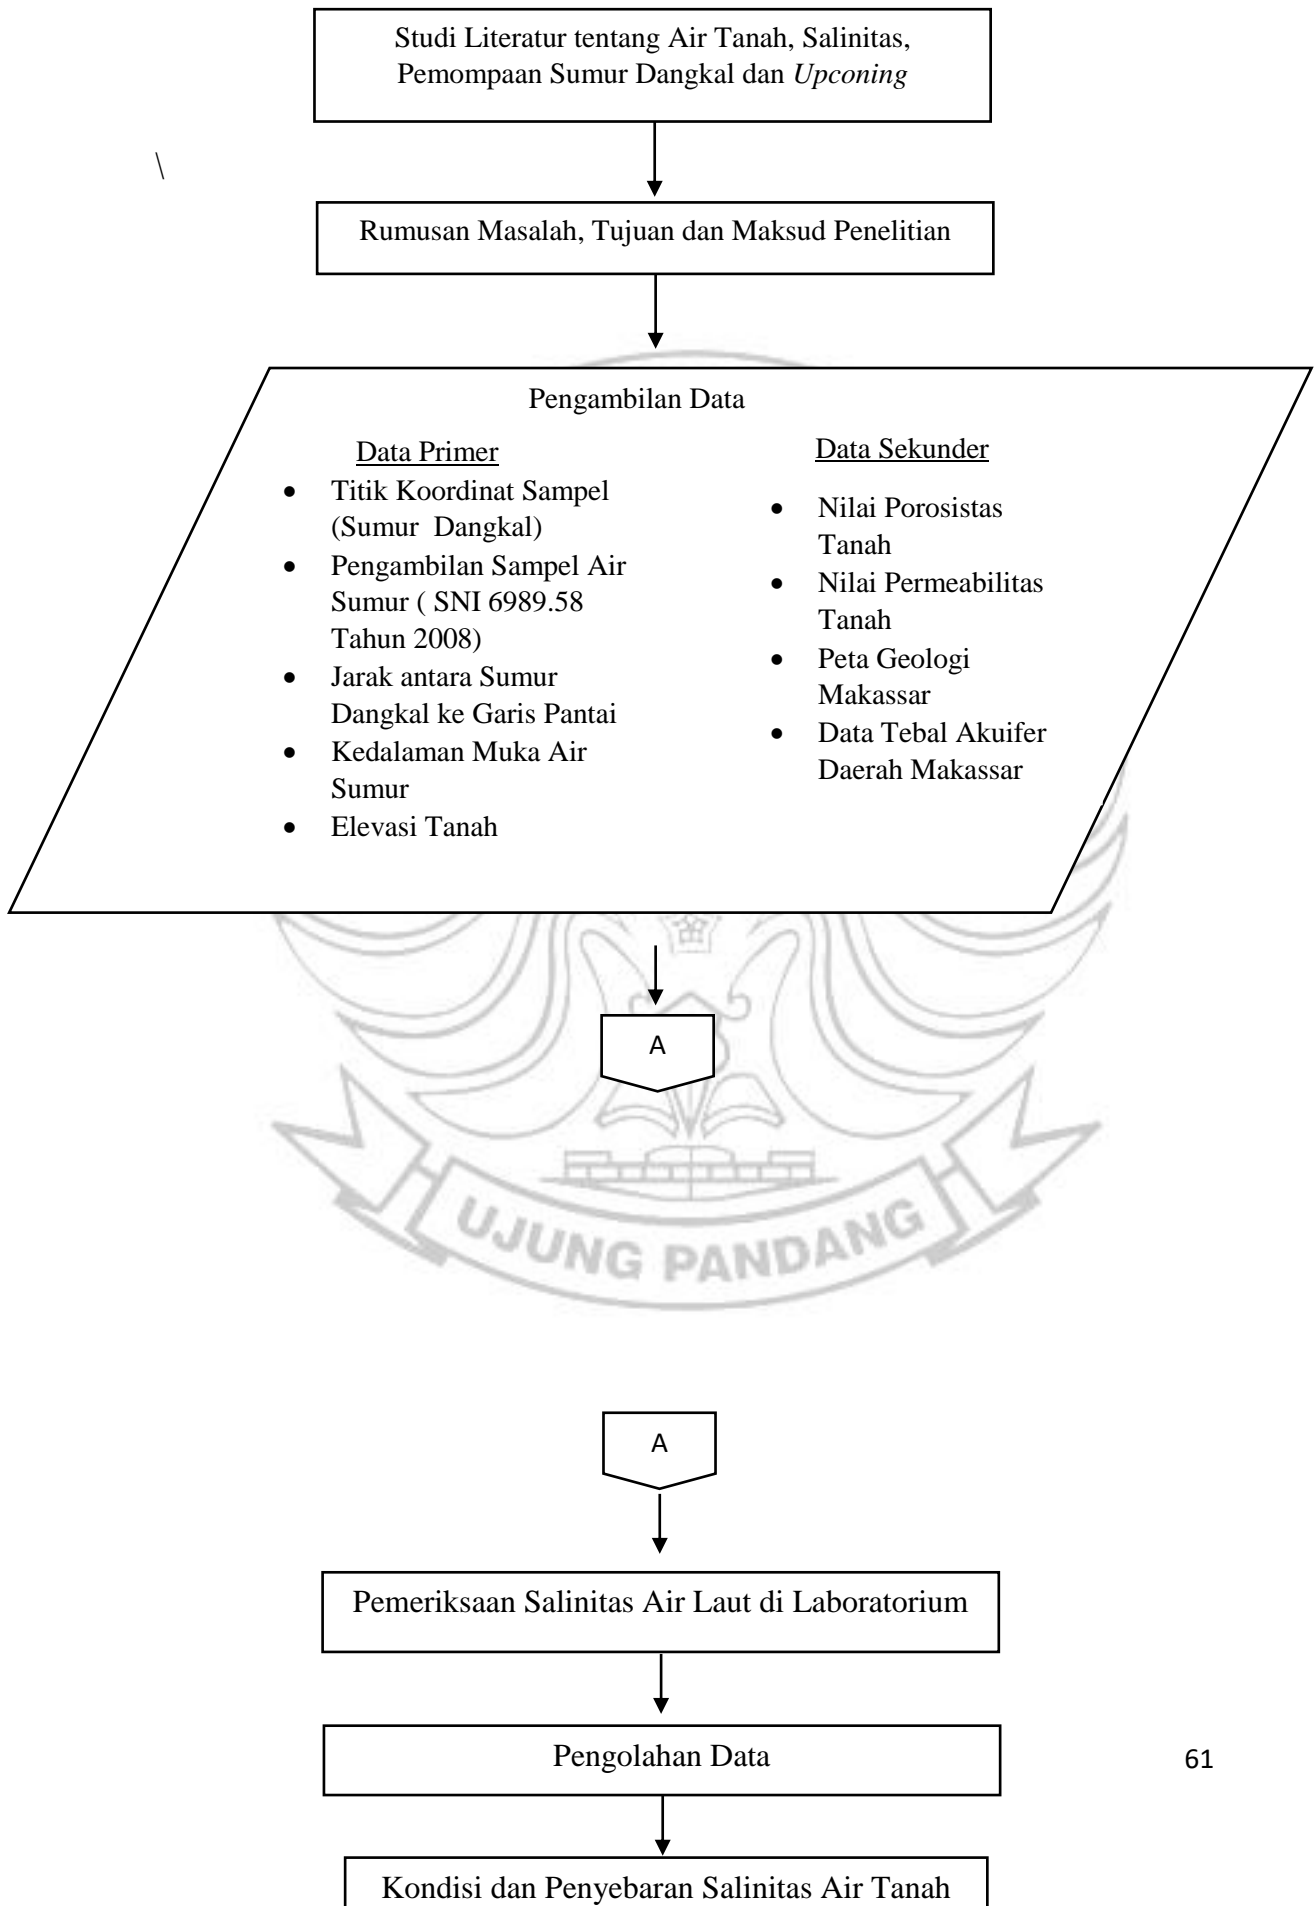 Studi Literatur tentang Air Tanah, Salinitas,
Pemompaan Sumur Dangkal dan Upconing
\
Rumusan Masalah, Tujuan dan Maksud Penelitian
Pengambilan Data
Data Primer
• Titik Koordinat Sampel
(Sumur Dangkal)
• Pengambilan Sampel Air
Sumur ( SNI 6989.58
Tahun 2008)
• Jarak antara Sumur
Dangkal ke Garis Pantai
• Kedalaman Muka Air
Sumur
• Elevasi Tanah
Data Sekunder
• Nilai Porosistas
Tanah
• Nilai Permeabilitas
Tanah
• Peta Geologi
Makassar
• Data Tebal Akuifer
Daerah Makassar
A
UJUNG PANDANG
A
Pemeriksaan Salinitas Air Laut di Laboratorium
Pengolahan Data
61
Kondisi dan Penyebaran Salinitas Air Tanah